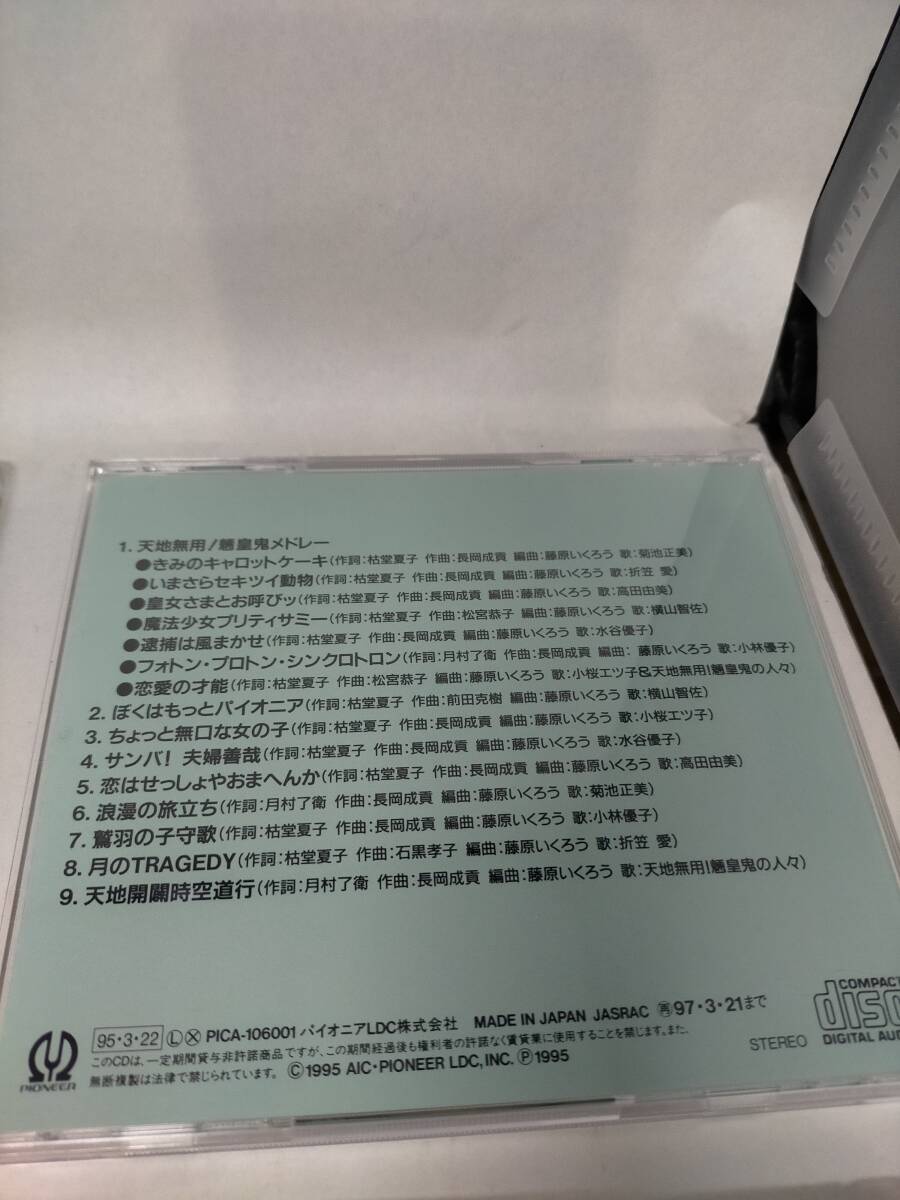 1. 天地無用!魎皇鬼メドレー
●きみのキャロットケーキ(作詞:枯堂夏子 作曲:長岡成貢 編曲:藤原いくろう 歌:菊池正美)
●いまさらセキツイ動物(作詞:枯堂夏子 作曲:長岡成貢 編曲:藤原いくろう 歌:折笠 愛)
●皇女さまとお呼びッ(作詞:枯堂夏子 作曲:長岡成貢 編曲:藤原いくろう 歌:高田由美)
●魔法少女プリティサミー(作詞:枯堂夏子 作曲:松宮恭子 編曲:藤原いくろう 歌:横山智佐)
●逮捕は風まかせ(作詞:枯堂夏子 作曲:長岡成貢 編曲:藤原いくろう 歌:水谷優子)
●フォトン・プロトン・シンクロトロン(作詞:月村了衛 作曲:長岡成貢 編曲: 藤原いくろう 歌:小林優子)
●恋愛の才能(作詞:枯堂夏子 作曲:松宮恭子 編曲:藤原いくろう 歌:小桜エツ子&天地無用!魎皇鬼の人々)
2. ぼくはもっとパイオニア(作詞:枯堂夏子 作曲:前田克樹 編曲:藤原いくろう 歌:横山智佐)
3. ちょっと無口な女の子(作詞:枯堂夏子 作曲:長岡成貢 編曲:藤原いくろう 歌:小桜エツ子)
4. サンバ! 夫婦善哉(作詞:枯堂夏子 作曲:長岡成貢 編曲:藤原いくろう 歌:水谷優子)
5. 恋はせっしょやおまへんか(作詞:枯堂夏子 作曲:長岡成貢 編曲:藤原いくろう 歌:高田由美)
6. 浪漫の旅立ち(作詞:月村了衛 作曲:長岡成貢 編曲:藤原いくろう 歌:菊池正美)
7. 鷲羽の子守歌(作詞:枯堂夏子 作曲:長岡成貢 編曲:藤原いくろう 歌:小林優子)
8. 月のTRAGEDY(作詞:枯堂夏子 作曲:石黒孝子 編曲:藤原いくろう 歌:折笠 愛)
9. 天地開闢時空道行(作詞:月村了衛 作曲:長岡成貢 編曲:藤原いくろう 歌:天地無用!魎皇鬼の人々)
PIONEER
95・3・22 Ⓛ Ⓧ PICA-106001 パイオニアLDC株式会社 MADE IN JAPAN JASRAC ㊢97・3・21まで
このCDは、一定期間貸与非許諾商品ですが、この期間経過後も権利者の許諾なく賃貸業に使用することを禁じます。また、
無断複製は法律で禁じられています。 Ⓒ1995 AIC・PIONEER LDC, INC. Ⓟ1995
STEREO
COMPACT
disc
DIGITAL AUD